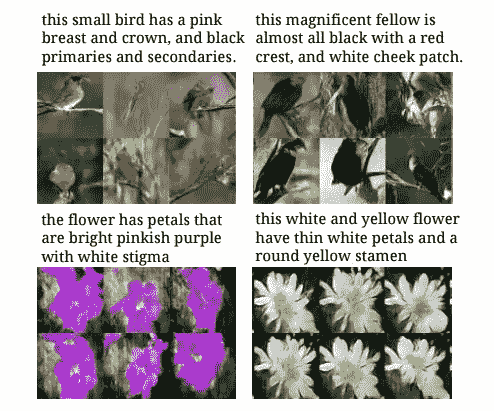 this small bird has a pink
breast and crown, and black
primaries and secondaries.
this magnificent fellow is
almost all black with a red
crest, and white cheek patch.
the flower has petals that
are bright pinkish purple
with white stigma
this white and yellow flower
have thin white petals and a
round yellow stamen